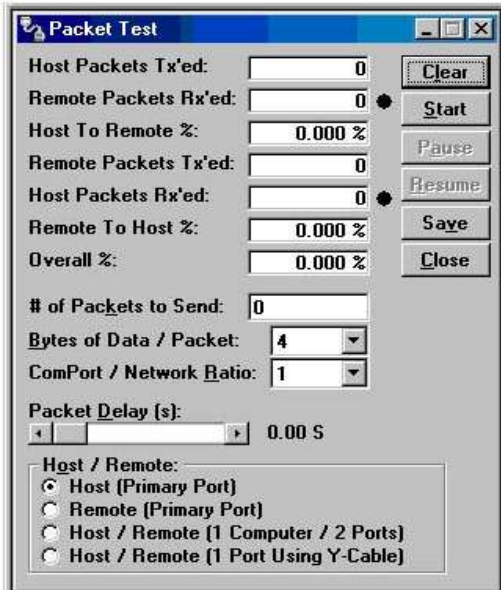 Packet Test
Host Packets Tx'ed: 0
Clear
Remote Packets Rx'ed: 0
Start
Host To Remote %: 0.000 %
Pause
Remote Packets Tx'ed: 0
Resume
Host Packets Rx'ed: 0
Remote To Host %: 0.000 %
Save
Overall %: 0.000 %
Close
# of Packets to Send: 0
Bytes of Data / Packet: 4
ComPort / Network Ratio: 1
Packet Delay (s):
0.00 S
Host / Remote:
Host (Primary Port)
Remote (Primary Port)
Host / Remote (1 Computer / 2 Ports)
Host / Remote (1 Port Using Y-Cable)